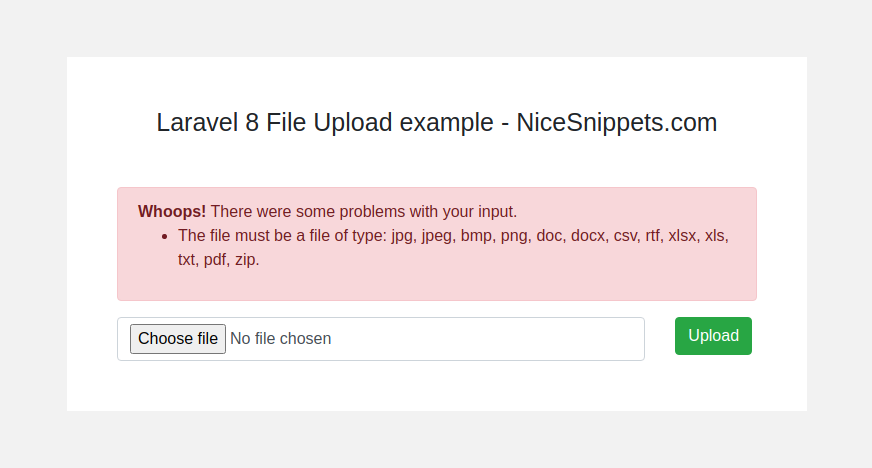 Laravel 8 File Upload example - NiceSnippets.com
Whoops! There were some problems with your input.
• The file must be a file of type: jpg, jpeg, bmp, png, doc, docx, csv, rtf, xlsx, xls,
txt, pdf, zip.
Choose file No file chosen
Upload